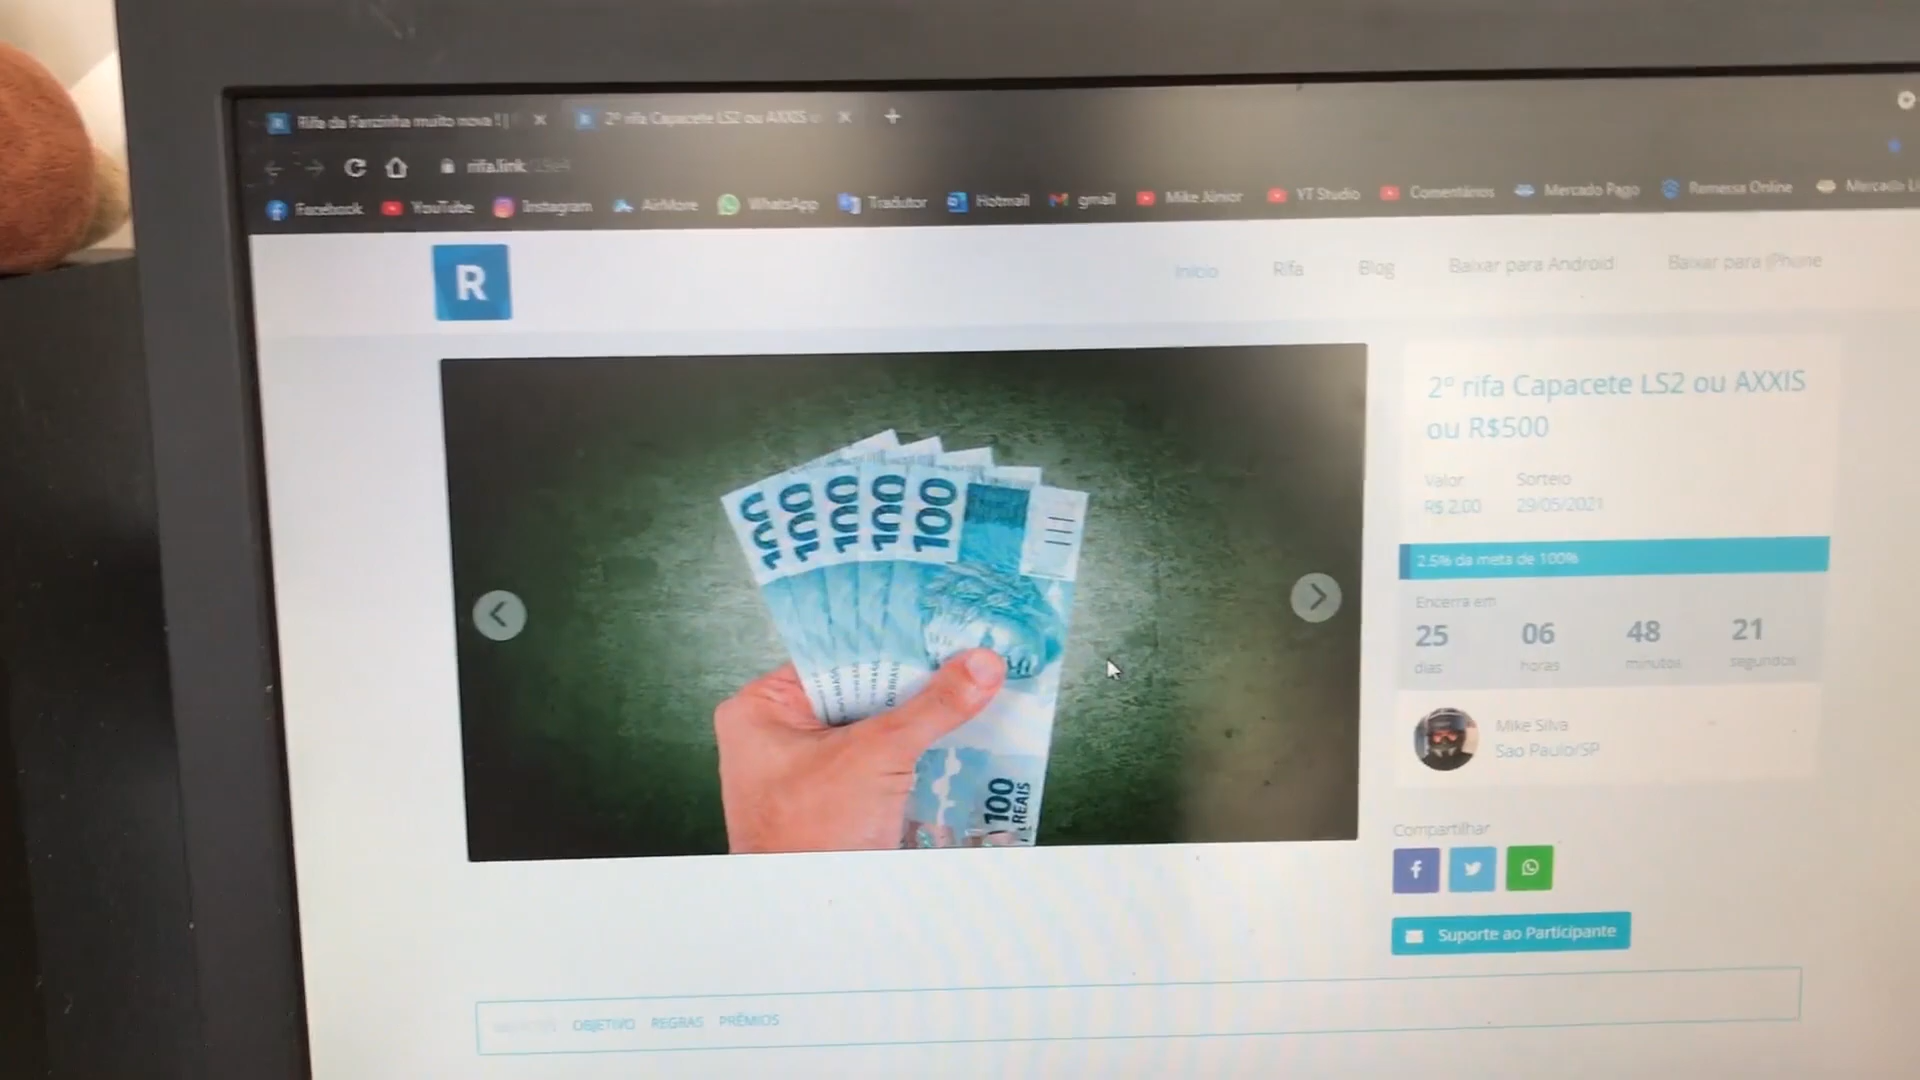 Rifa da Fanzinha muito nova ! |
2º rifa Capacete LS2 ou AXXIS
rifa.link
Facebook YouTube Instagram AirMore WhatsApp Tradutor Hotmail gmail Mike Júnior YT Studio Comentários Mercado Pago Remessa Online Mercado
R
Início Rifa Blog Baixar para Android Baixar para iPhone
2º rifa Capacete LS2 ou AXXIS
ou R$500
Valor Sorteio
R$ 2,00 29/05/2021
2.5% da meta de 100%
Encerra em
25 06 48 21
dias horas minutos segundos
Mike Silva
Sao Paulo/SP
Compartilhar
Suporte ao Participante
OBJETIVO REGRAS PRÊMIOS
100 100 100 100 100
100
REAIS